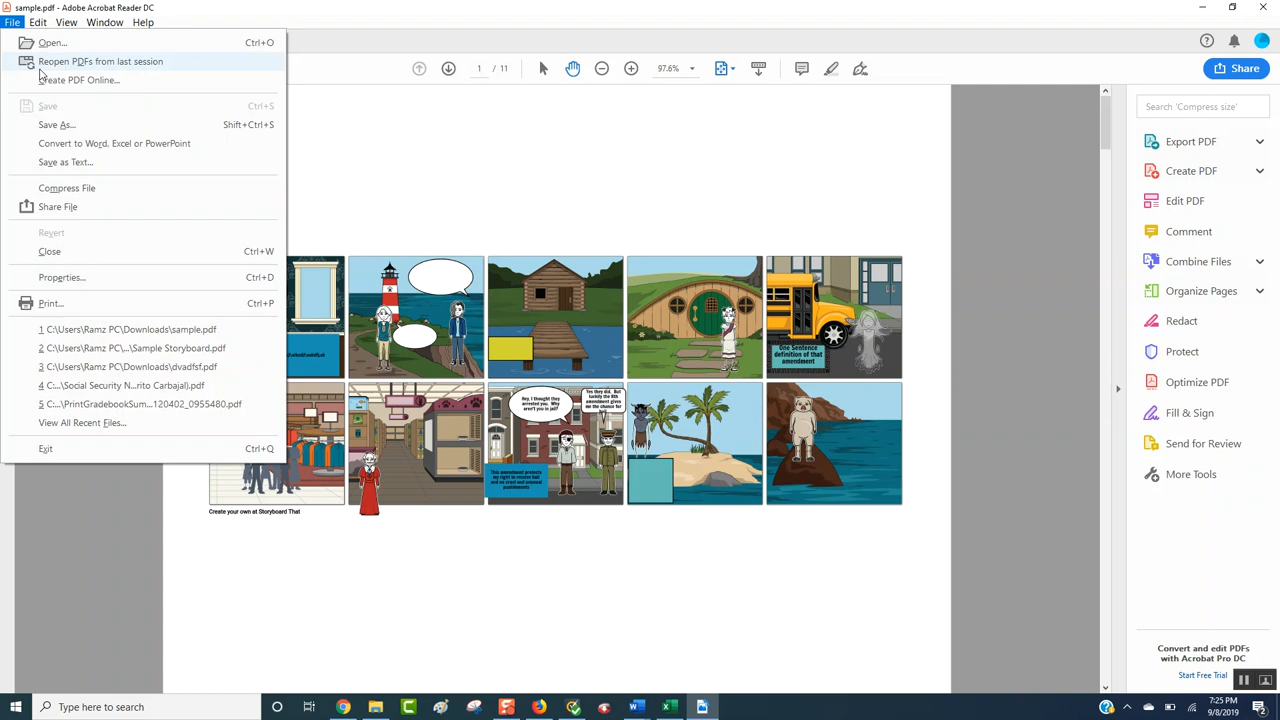 sample.pdf - Adobe Acrobat Reader DC
File Edit View Window Help
Open... Ctrl+O
Reopen PDFs from last session
Create PDF Online...
Save Ctrl+S
Save As... Shift+Ctrl+S
Convert to Word, Excel or PowerPoint
Save as Text...
Compress File
Share File
Revert
Close Ctrl+W
Properties... Ctrl+D
Print... Ctrl+P
1 C:\Users\amz PC\Downloads\sample.pdf
2 C:\Users\amz PC\...\Sample Storyboard.pdf
3 C:\Users\amz PC\Downloads\dvadfsf.pdf
4 C:\...\Social Security N...rito Carbajal).pdf
5 C:\...\PrintGradebookSum...120402_0955480.pdf
View All Recent Files...
Exit Ctrl+Q
1 / 11
97.6%
Share
One Sentence
definition of that
amendment
Hey, I thought they
arrested you. Why
aren't you in jail?
Yes they did. But
luckily the 8th
amendment gives
me the chance for
This amendment protects
my right to receive bail
and no cruel and unusual
punishments
Create your own at Storyboard That
Search 'Compress size'
Export PDF
Create PDF
Edit PDF
Comment
Combine Files
Organize Pages
Redact
Protect
Optimize PDF
Fill & Sign
Send for Review
More Tools
Convert and edit PDFs
with Acrobat Pro DC
Start Free Trial
Type here to search
7:25 PM
9/8/2019
2